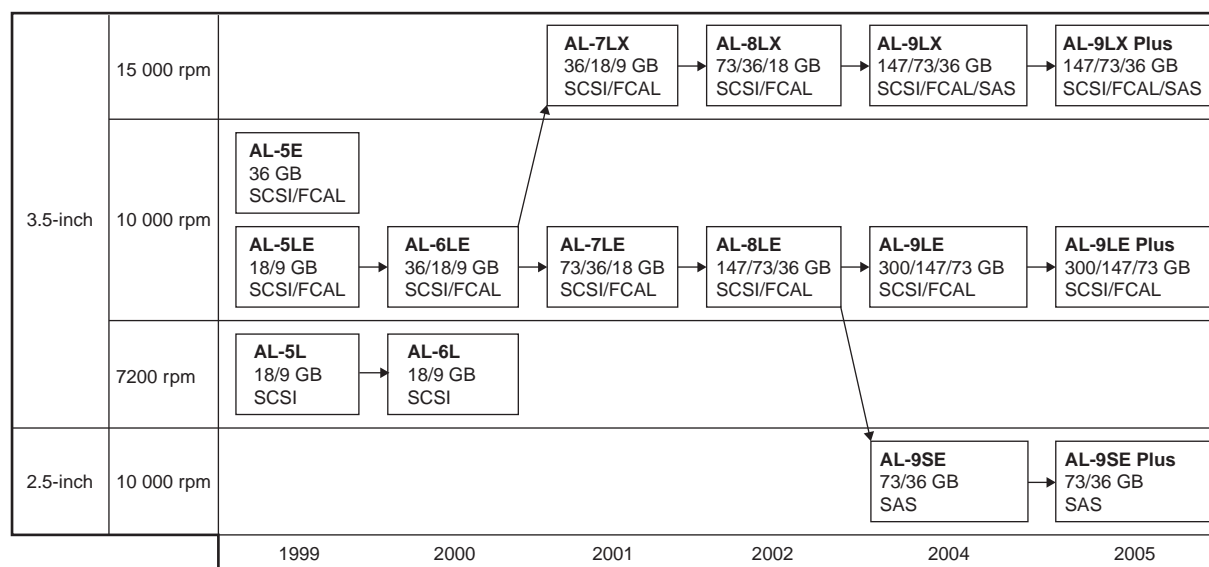 15 000 rpm
AL-7LX
36/18/9 GB
SCSI/FCAL
AL-8LX
73/36/18 GB
SCSI/FCAL
AL-9LX
147/73/36 GB
SCSI/FCAL/SAS
AL-9LX Plus
147/73/36 GB
SCSI/FCAL/SAS
3.5-inch
10 000 rpm
AL-5E
36 GB
SCSI/FCAL
AL-5LE
18/9 GB
SCSI/FCAL
AL-6LE
36/18/9 GB
SCSI/FCAL
AL-7LE
73/36/18 GB
SCSI/FCAL
AL-8LE
147/73/36 GB
SCSI/FCAL
AL-9LE
300/147/73 GB
SCSI/FCAL
AL-9LE Plus
300/147/73 GB
SCSI/FCAL
7200 rpm
AL-5L
18/9 GB
SCSI
AL-6L
18/9 GB
SCSI
2.5-inch
10 000 rpm
AL-9SE
73/36 GB
SAS
AL-9SE Plus
73/36 GB
SAS
1999
2000
2001
2002
2004
2005